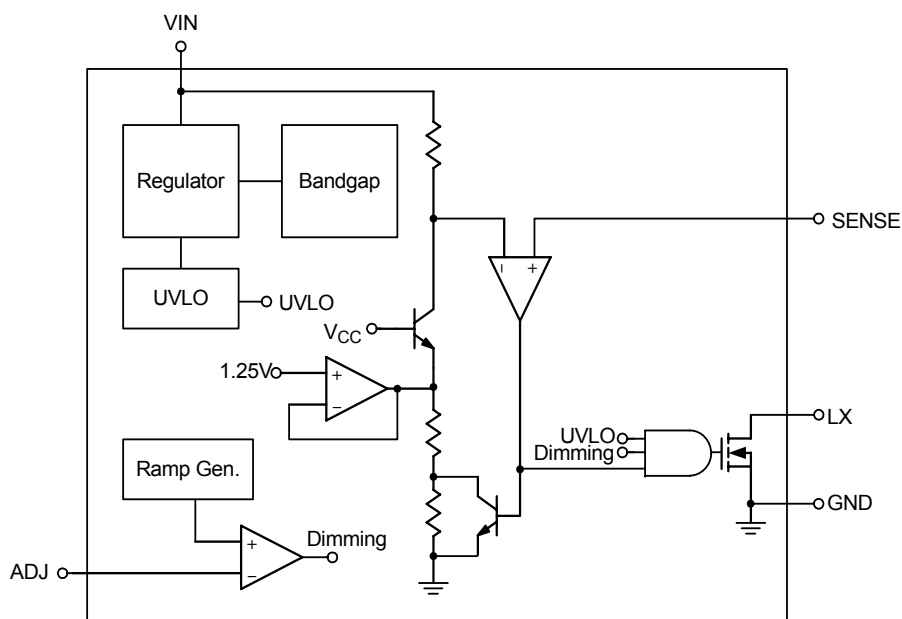 VIN
Regulator
Bandgap
SENSE
- +
UVLO
UVLO
VCC
1.25V
+
−
LX
UVLO
Dimming
Ramp Gen.
GND
Dimming
+
−
ADJ